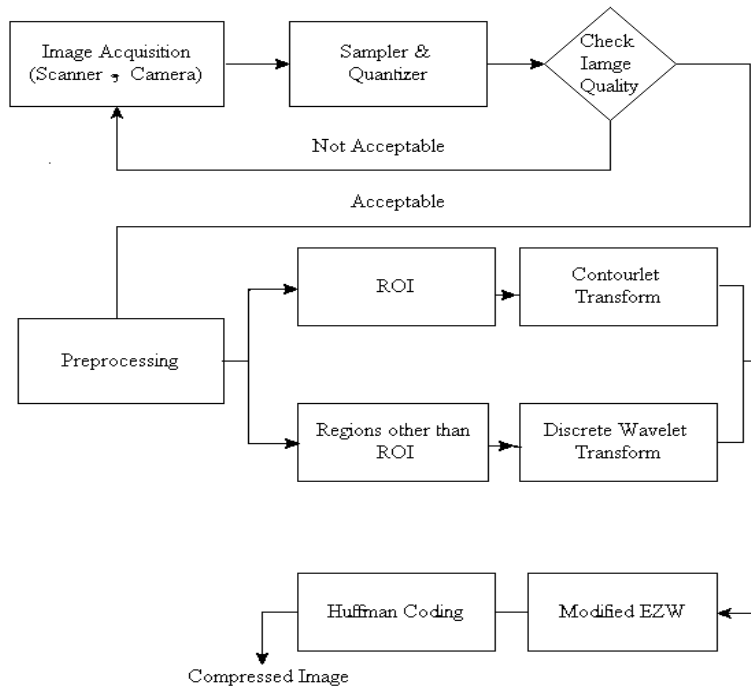 Image Acquisition
(Scanner , Camera)
Sampler &
Quantizer
Check
Iamge
Quality
Not Acceptable
Acceptable
Preprocessing
ROI
Contourlet
Transform
Regions other than
ROI
Discrete Wavelet
Transform
Modified EZW
Huffman Coding
Compressed Image